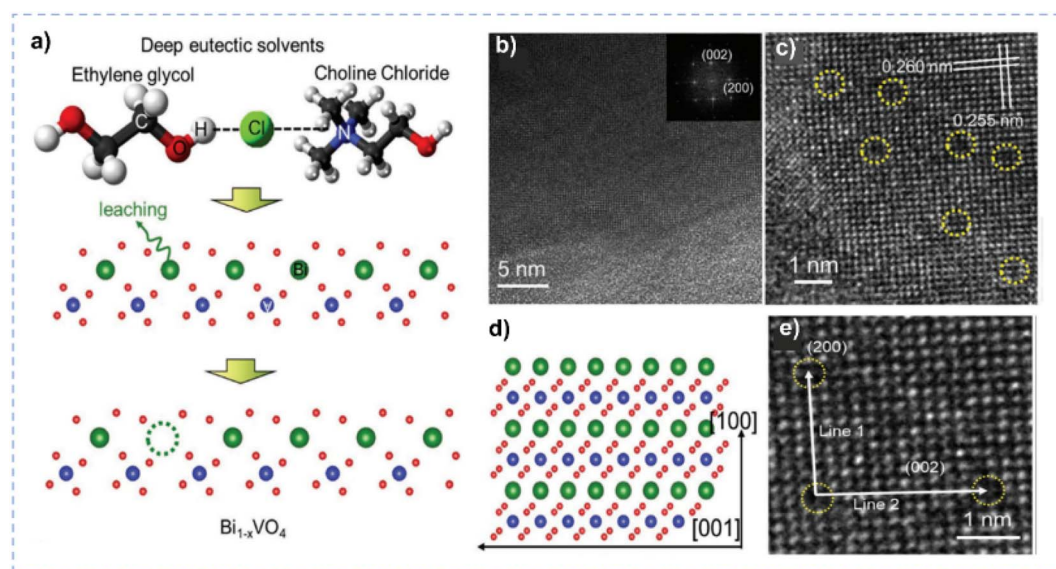 a)
Deep eutectic solvents
Ethylene glycol
Choline Chloride
C
O
H
Cl
N
leaching
Bi
V
Bi1-xVO4
b)
(002)
(200)
5 nm
c)
0.260 nm
0.255 nm
1 nm
d)
[100]
[001]
e)
(200)
Line 1
(002)
Line 2
1 nm